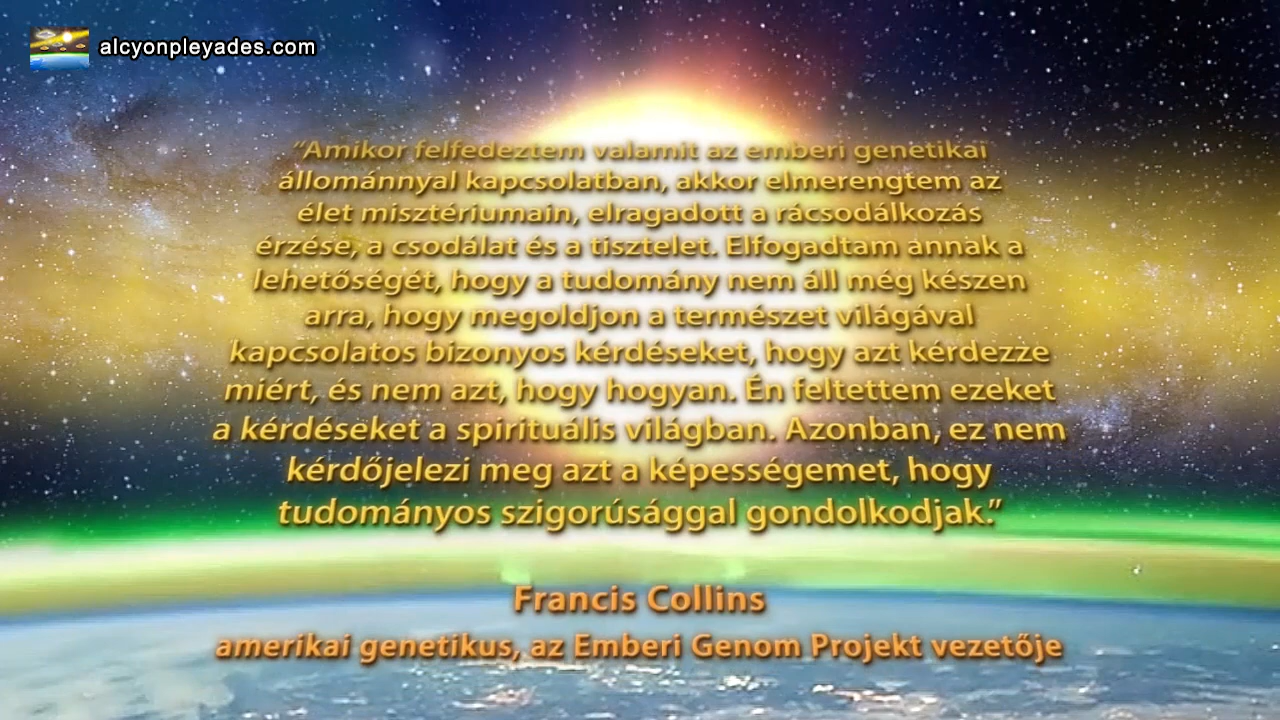 alcyonpleyades.com
“Amikor felfedeztem valamit az emberi genetikai
állománnyal kapcsolatban, akkor elmerengtem az
élet misztériumain, elragadott a rácsodálkozás
érzése, a csodálat és a tisztelet. Elfogadtam annak a
lehetőségét, hogy a tudomány nem áll még készen
arra, hogy megoldjon a természet világával
kapcsolatos bizonyos kérdéseket, hogy azt kérdezze
miért, és nem azt, hogy hogyan. Én feltettem ezeket
a kérdéseket a spirituális világban. Azonban, ez nem
kérdőjelezi meg azt a képességemet, hogy
tudományos szigorúsággal gondolkodjak.”
Francis Collins
amerikai genetikus, az Emberi Genom Projekt vezetője